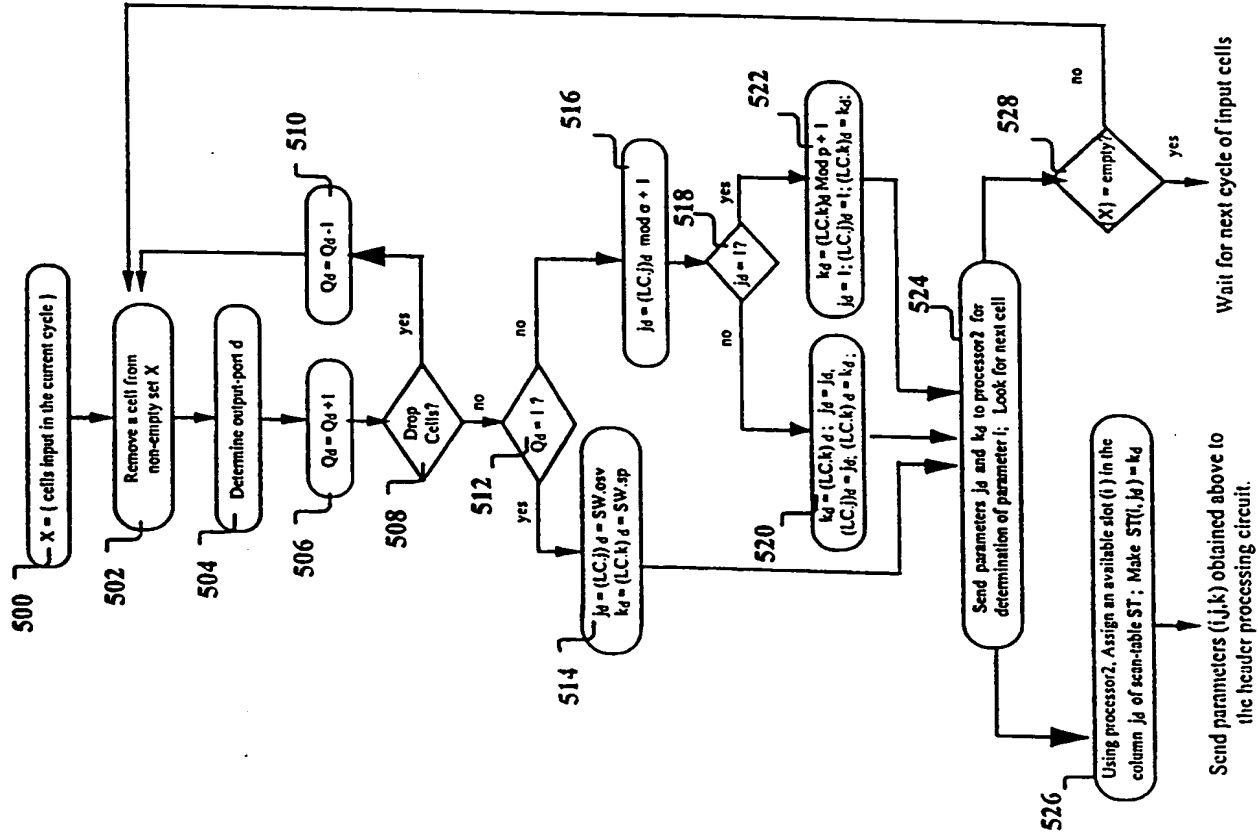 500
X = { cells input in the current cycle }
502
Remove a cell from
non-empty set X
504
Determine output-port d
506
Qd = Qd +1
510
Qd = Qd -1
508
Drop
Cells?
yes
no
512
Qd = 1 ?
yes
no
514
jd = (LC.j) d = SW.osv
kd = (LC.k) d = SW.sp
516
jd = (LC.j)d mod σ + 1
518
jd = 1?
no
yes
520
kd = (LC.k) d ; jd = jd,
(LC.j)d = jd, (LC.k) d = kd ;
522
kd = (LC.k)d Mod p + 1
jd = 1; (LC.j)d =1; (LC.k)d = kd;
524
Send parameters jd and kd to processor2 for
determination of parameter i; Look for next cell
526
Using processor2, Assign an available slot (i) in the
column jd of scan-table ST; Make ST(i, jd) = kd
Send parameters (i,j,k) obtained above to
the header processing circuit.
528
(X) = empty?
no
yes
Wait for next cycle of input cells